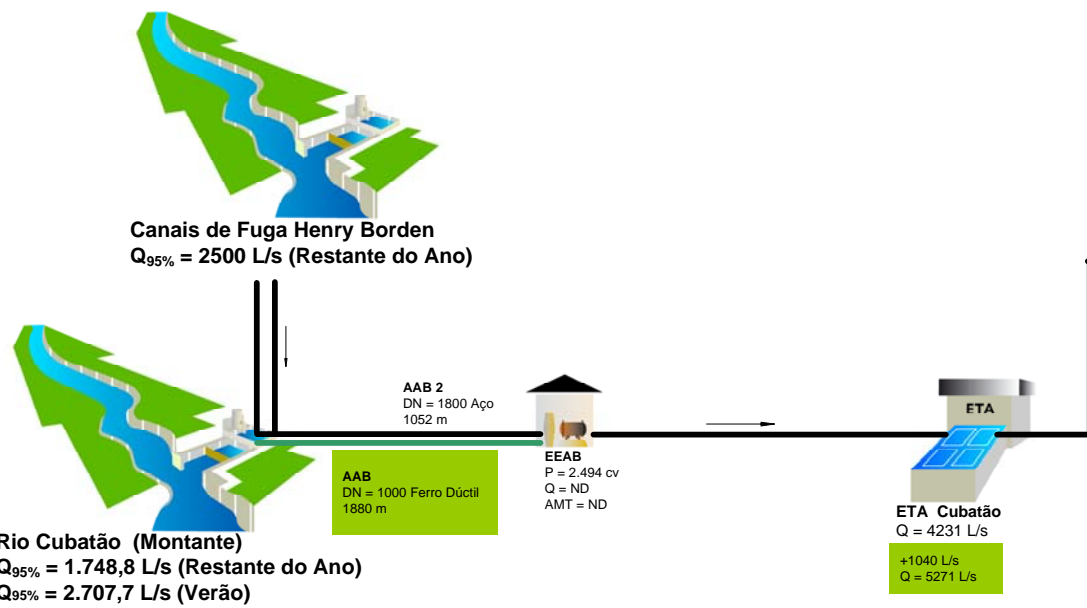 Canais de Fuga Henry Borden
Q95% = 2500 L/s (Restante do Ano)
AAB 2
DN = 1800 Aço
1052 m
AAB
DN = 1000 Ferro Dúctil
1880 m
EEAB
P = 2.494 cv
Q = ND
AMT = ND
ETA
ETA Cubatão
Q = 4231 L/s
+1040 L/s
Q = 5271 L/s
Rio Cubatão (Montante)
Q95% = 1.748,8 L/s (Restante do Ano)
Q95% = 2.707,7 L/s (Verão)